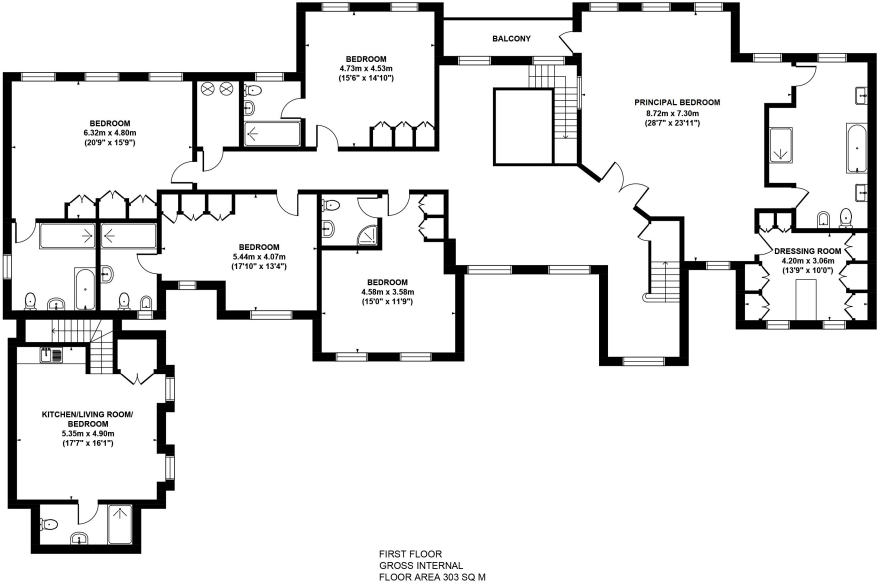 BEDROOM
4.73m x 4.53m
(15'6" x 14'10")
BALCONY
PRINCIPAL BEDROOM
8.72m x 7.30m
(28'7" x 23'11")
BEDROOM
6.32m x 4.80m
(20'9" x 15'9")
BEDROOM
5.44m x 4.07m
(17'10" x 13'4")
BEDROOM
4.58m x 3.58m
(15'0" x 11'9")
DRESSING ROOM
4.20m x 3.06m
(13'9" x 10'0")
KITCHEN/LIVING ROOM/
BEDROOM
5.35m x 4.90m
(17'7" x 16'1")
FIRST FLOOR
GROSS INTERNAL
FLOOR AREA 303 SQ M